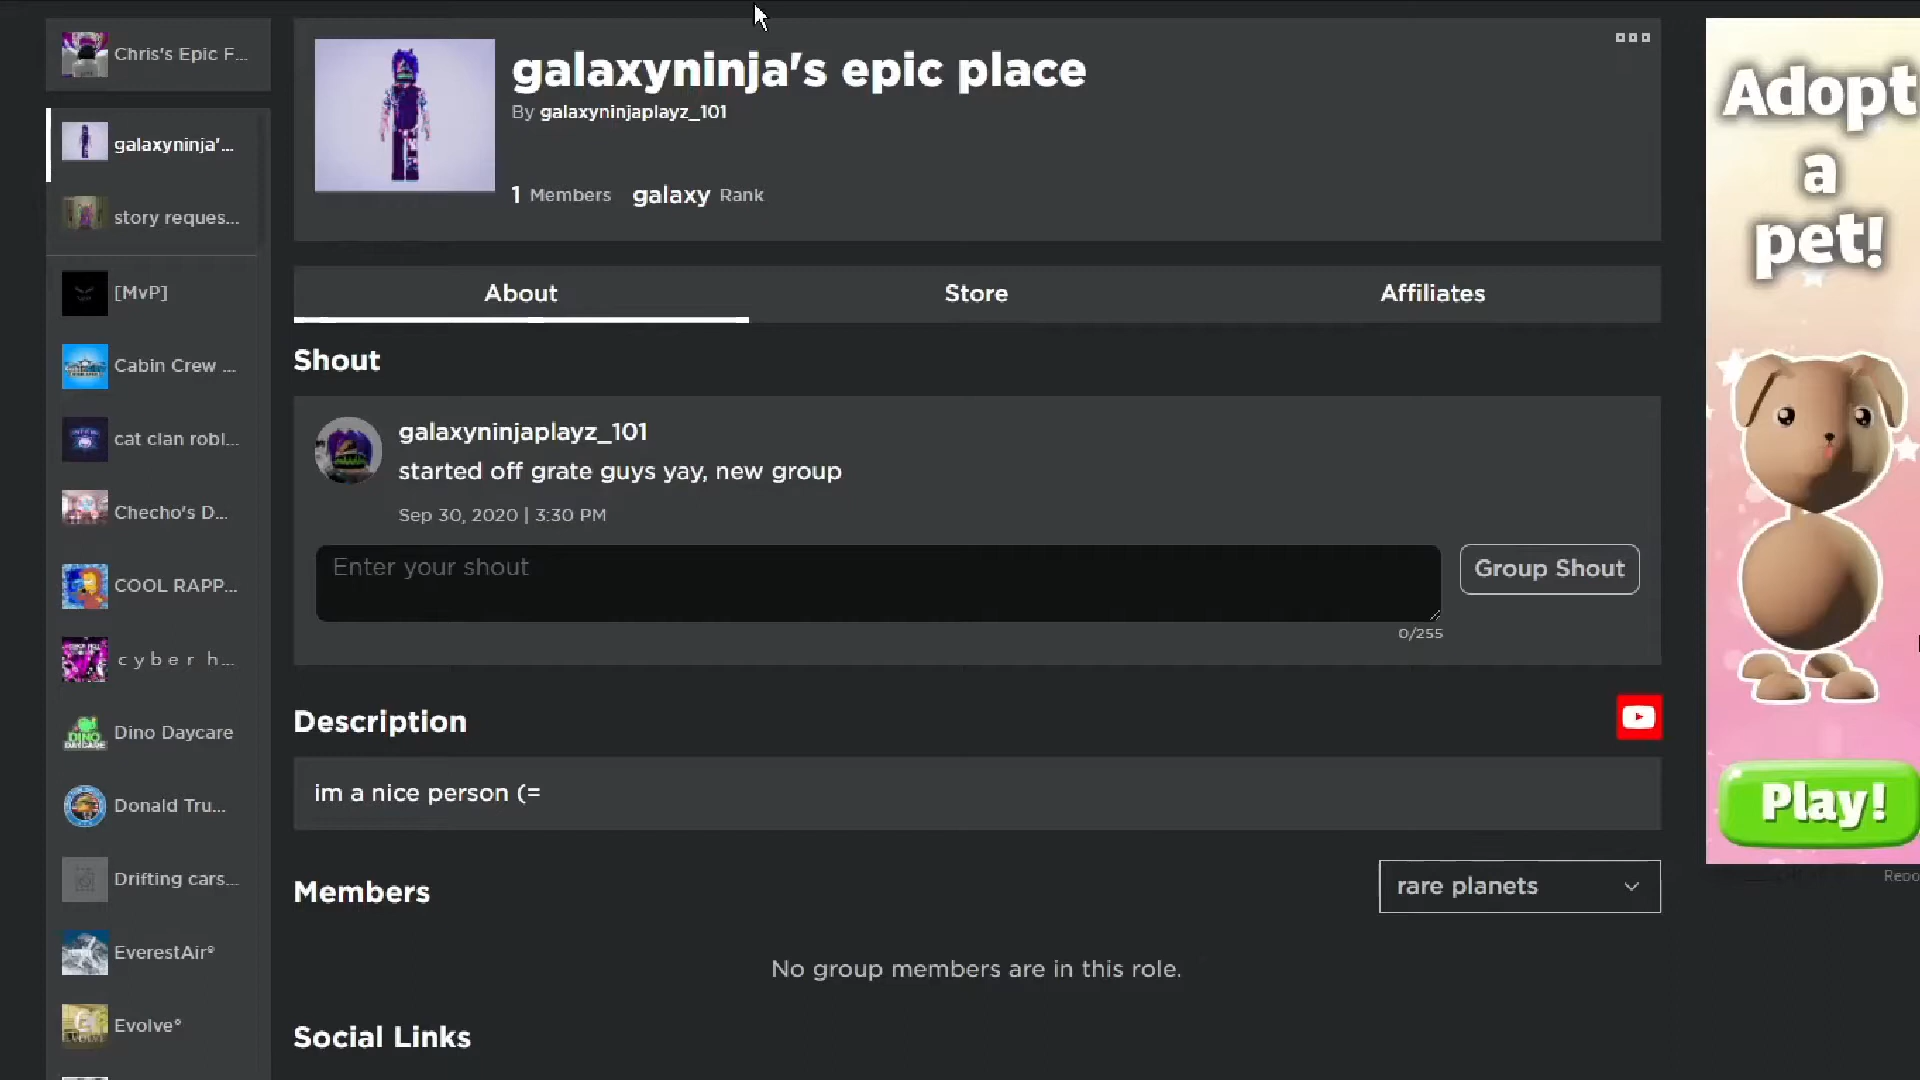 Chris's Epic F...
galaxyninja'...
story reques...
[MvP]
Cabin Crew ...
cat clan robl...
Checho's D...
COOL RAPP...
c y b e r h...
Dino Daycare
Donald Tru...
Drifting cars...
EverestAir®
Evolve®
galaxyninja's epic place
By galaxyninjaplayz_101
1 Members galaxy Rank
About Store Affiliates
Shout
galaxyninjaplayz_101
started off grate guys yay, new group
Sep 30, 2020 | 3:30 PM
Enter your shout
Group Shout
0/255
Description
im a nice person (=
Members
rare planets
No group members are in this role.
Social Links
Adopt
a
pet!
Play!
Repo